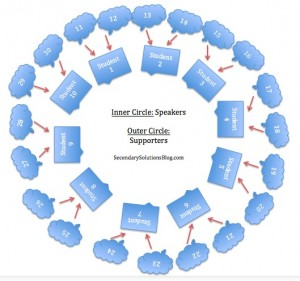 11
12
13
14
15
16
17
18
19
20
21
22
23
24
25
26
27
28
29
30
Student
1
Student
2
Student
3
Student
4
Student
5
Student
6
Student
7
Student
8
Student
9
Student
10
Inner Circle: Speakers
Outer Circle:
Supporters
SecondarySolutionsBlog.com